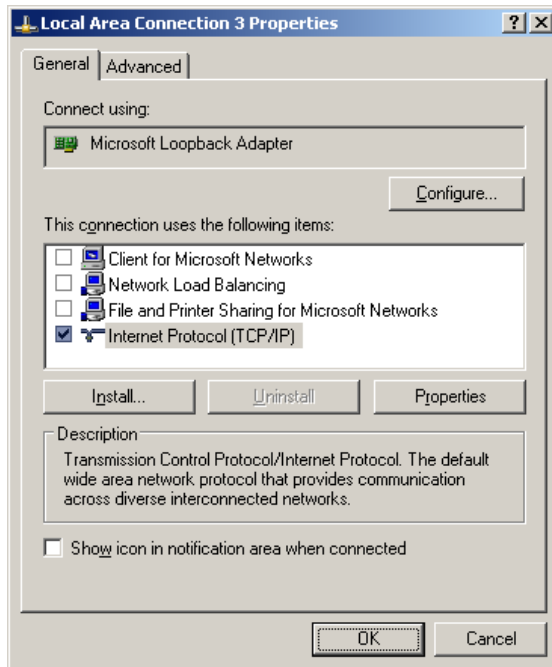 Local Area Connection 3 Properties
General
Advanced
Connect using:
Microsoft Loopback Adapter
Configure...
This connection uses the following items:
Client for Microsoft Networks
Network Load Balancing
File and Printer Sharing for Microsoft Networks
Internet Protocol (TCP/IP)
Install...
Uninstall
Properties
Description
Transmission Control Protocol/Internet Protocol. The default
wide area network protocol that provides communication
across diverse interconnected networks.
Show icon in notification area when connected
OK
Cancel